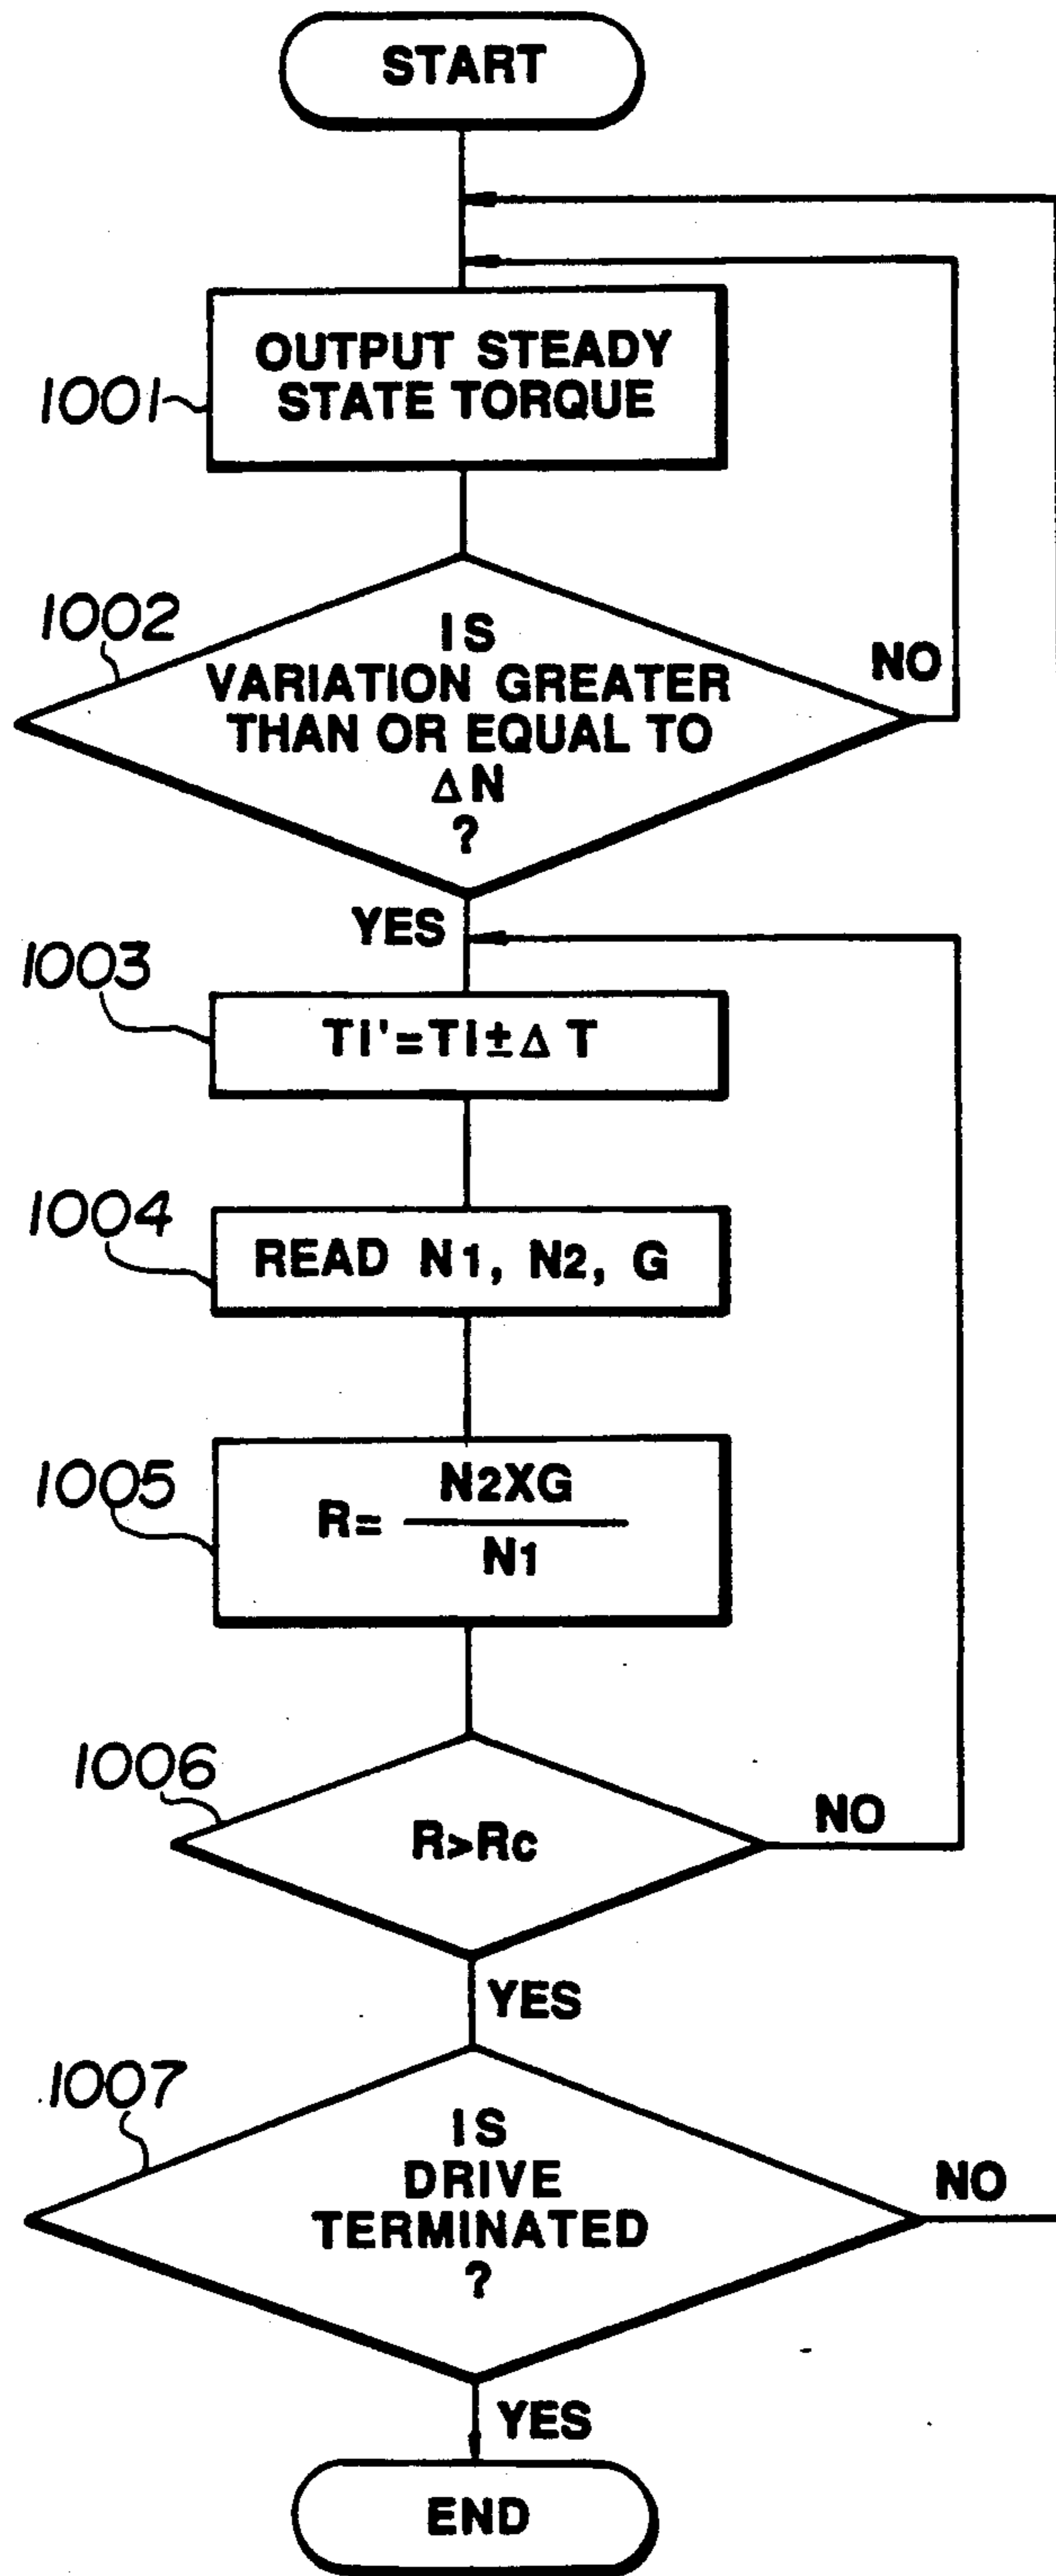 START
1001
OUTPUT STEADY
STATE TORQUE
1002
IS
VARIATION GREATER
THAN OR EQUAL TO
ΔN
?
NO
YES
1003
TI'=TI±Δ T
1004
READ N1, N2, G
1005
R= N2XG
N1
1006
R>Rc
NO
YES
1007
IS
DRIVE
TERMINATED
?
NO
YES
END